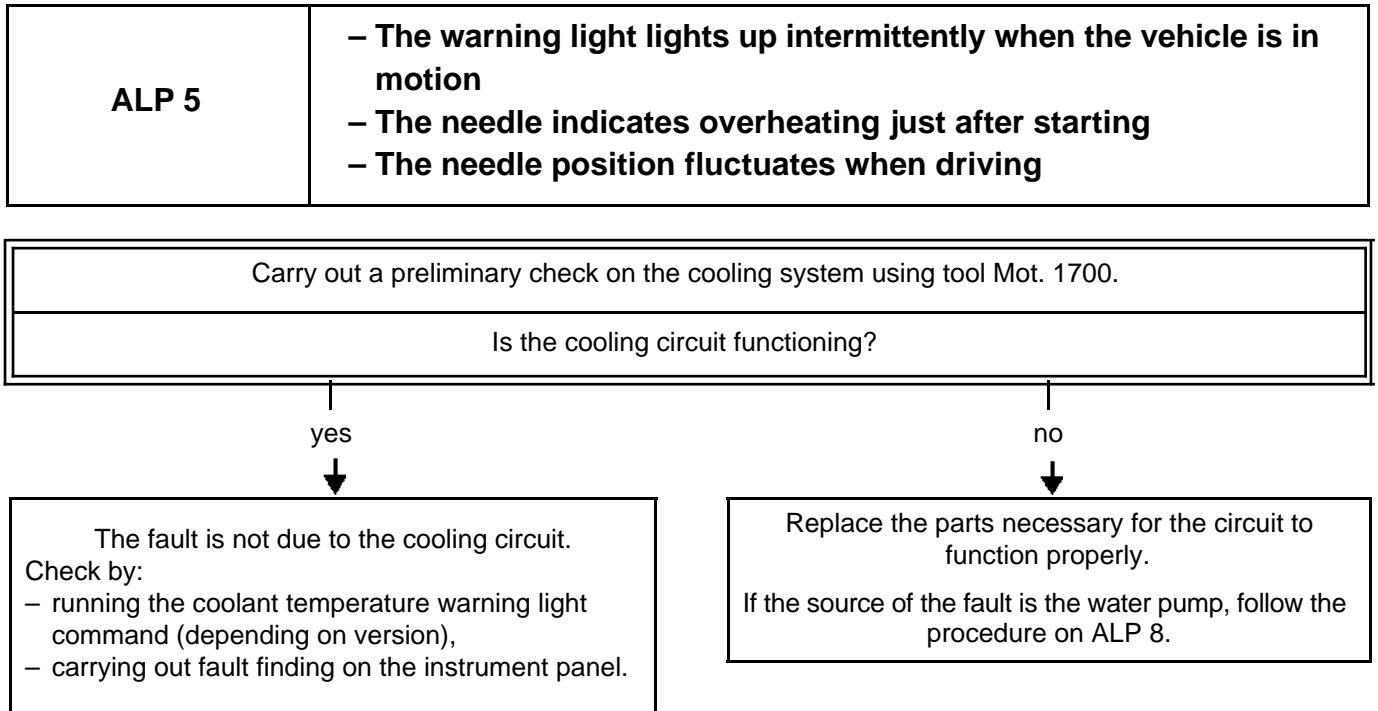 ALP 5
– The warning light lights up intermittently when the vehicle is in
motion
– The needle indicates overheating just after starting
– The needle position fluctuates when driving
Carry out a preliminary check on the cooling system using tool Mot. 1700.
Is the cooling circuit functioning?
yes
no
The fault is not due to the cooling circuit.
Check by:
– running the coolant temperature warning light
command (depending on version),
– carrying out fault finding on the instrument panel.
Replace the parts necessary for the circuit to
function properly.
If the source of the fault is the water pump, follow the
procedure on ALP 8.